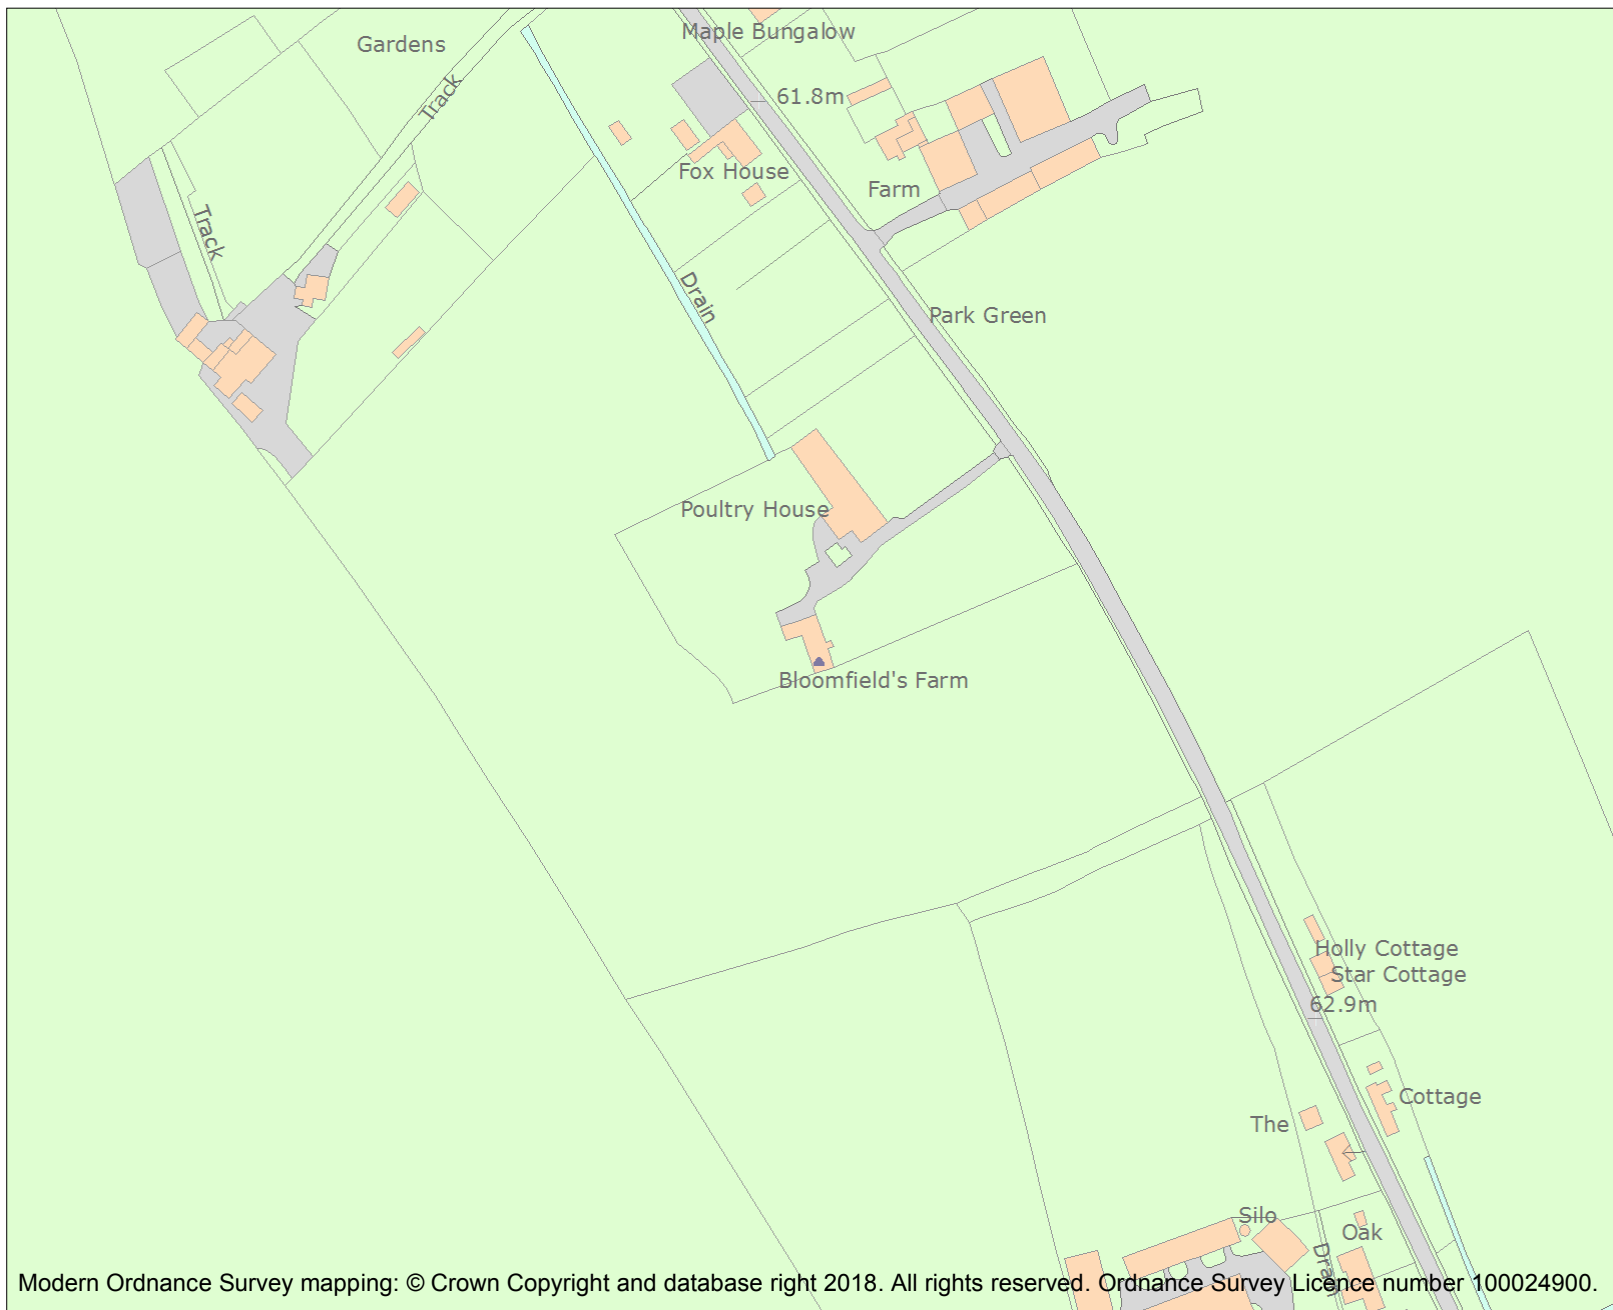 Maple Bungalow
Gardens
Track
61.8m
Fox House
Farm
Track
Drain
Park Green
Poultry House
Bloomfield's Farm
Holly Cottage
Star Cottage
62.9m
Cottage
The
Silo
Oak
Drain
Modern Ordnance Survey mapping: © Crown Copyright and database right 2018. All rights reserved. Ordnance Survey Licence number 100024900.